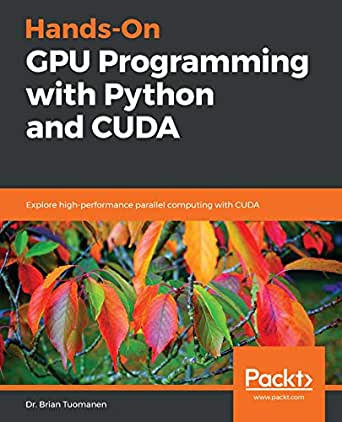 Hands-On
GPU Programming
with Python
and CUDA
Explore high-performance parallel computing with CUDA
Packt>
www.packt.com
Dr. Brian Tuomanen